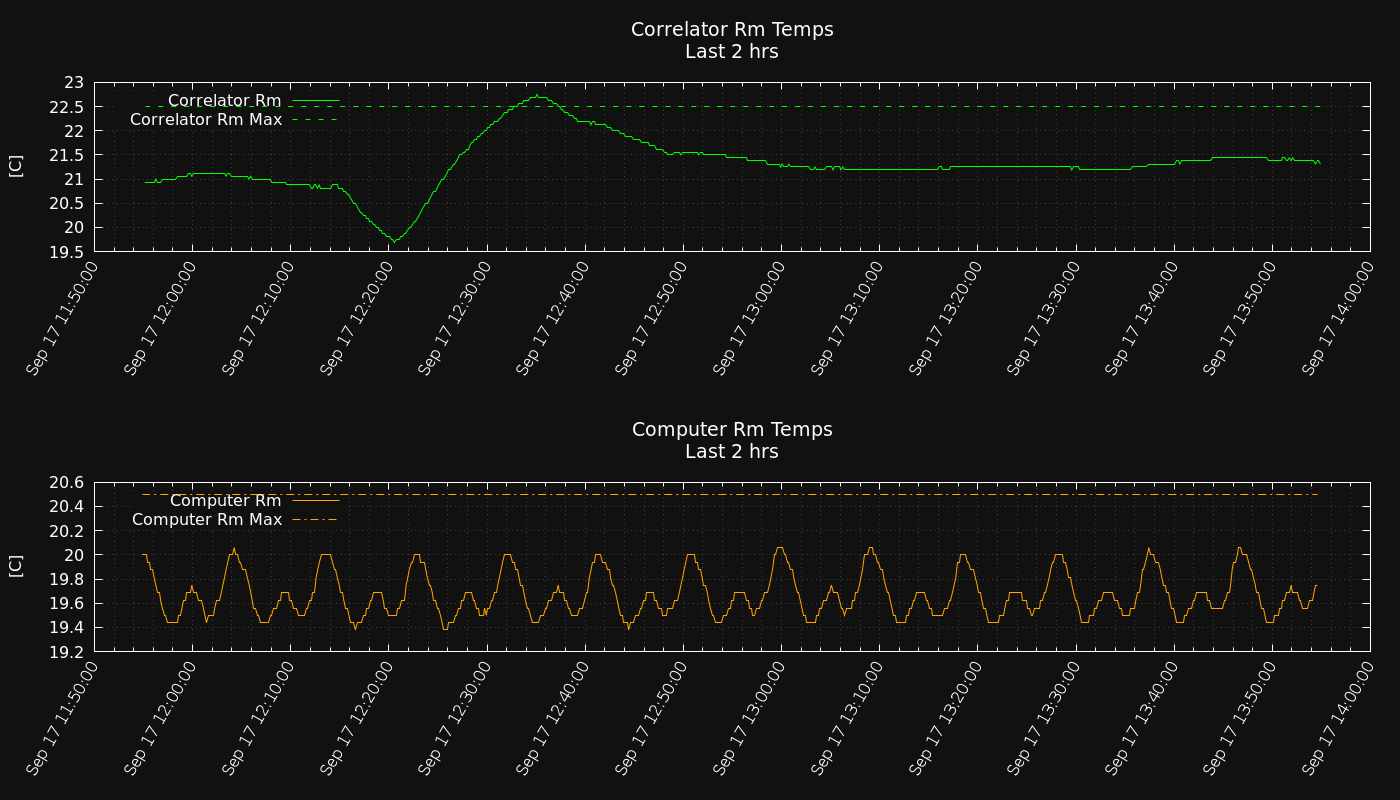 Correlator Rm Temps
Last 2 hrs
[C]
23
22.5
22
21.5
21
20.5
20
19.5
Correlator Rm
Correlator Rm Max
Sep 17 11:50:00
Sep 17 12:00:00
Sep 17 12:10:00
Sep 17 12:20:00
Sep 17 12:30:00
Sep 17 12:40:00
Sep 17 12:50:00
Sep 17 13:00:00
Sep 17 13:10:00
Sep 17 13:20:00
Sep 17 13:30:00
Sep 17 13:40:00
Sep 17 13:50:00
Sep 17 14:00:00
Computer Rm Temps
Last 2 hrs
[C]
20.6
20.4
20.2
20
19.8
19.6
19.4
19.2
Computer Rm
Computer Rm Max
Sep 17 11:50:00
Sep 17 12:00:00
Sep 17 12:10:00
Sep 17 12:20:00
Sep 17 12:30:00
Sep 17 12:40:00
Sep 17 12:50:00
Sep 17 13:00:00
Sep 17 13:10:00
Sep 17 13:20:00
Sep 17 13:30:00
Sep 17 13:40:00
Sep 17 13:50:00
Sep 17 14:00:00